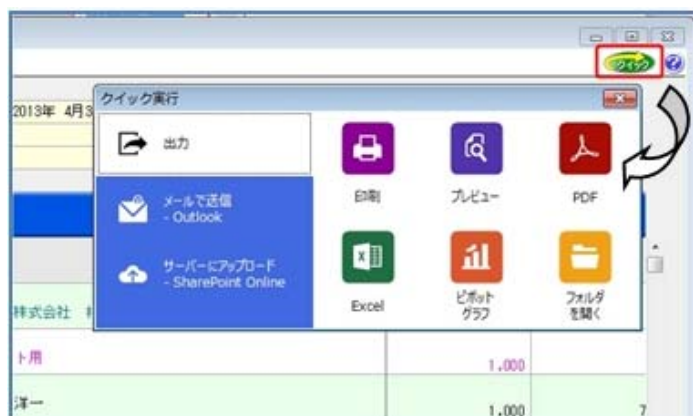 クイック
2013年 4月3
クイック実行
出力
メールで送信
- Outlook
サーバーにアップロード
- SharePoint Online
印刷
プレビュー
PDF
Excel
ピボット
グラフ
フォルダ
を開く
株式会社
ト用
1,000
洋一
1,000
7